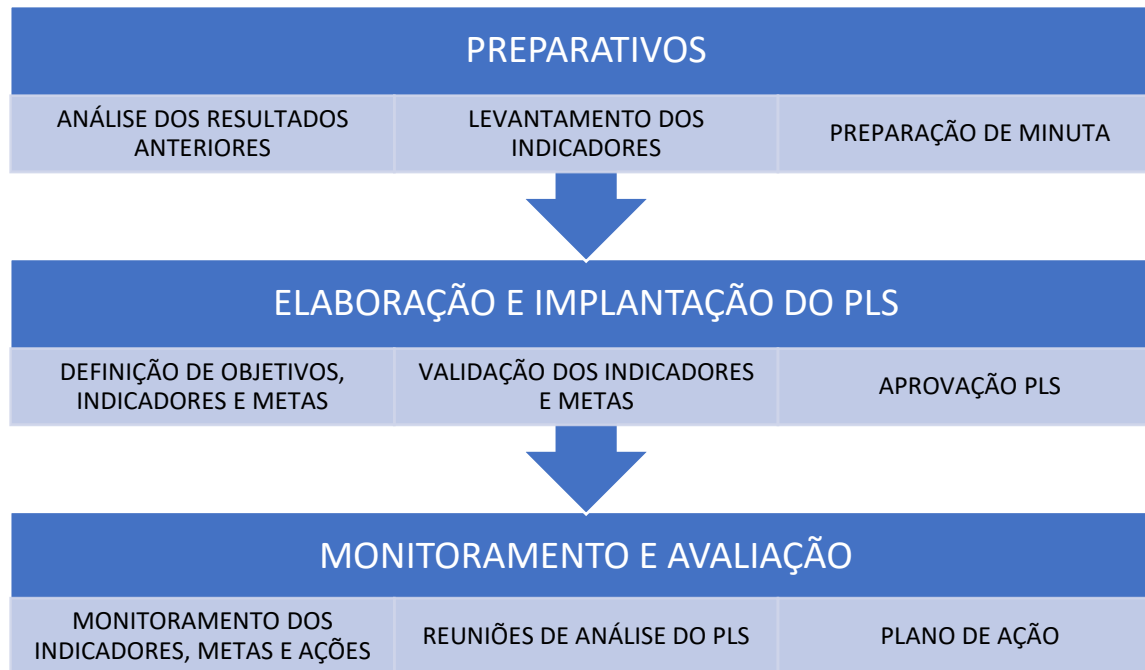 PREPARATIVOS
ANÁLISE DOS RESULTADOS
ANTERIORES
LEVANTAMENTO DOS
INDICADORES
PREPARAÇÃO DE MINUTA
ELABORAÇÃO E IMPLANTAÇÃO DO PLS
DEFINIÇÃO DE OBJETIVOS,
INDICADORES E METAS
VALIDAÇÃO DOS INDICADORES
E METAS
APROVAÇÃO PLS
MONITORAMENTO E AVALIAÇÃO
MONITORAMENTO DOS
INDICADORES, METAS E AÇÕES
REUNIÕES DE ANÁLISE DO PLS
PLANO DE AÇÃO